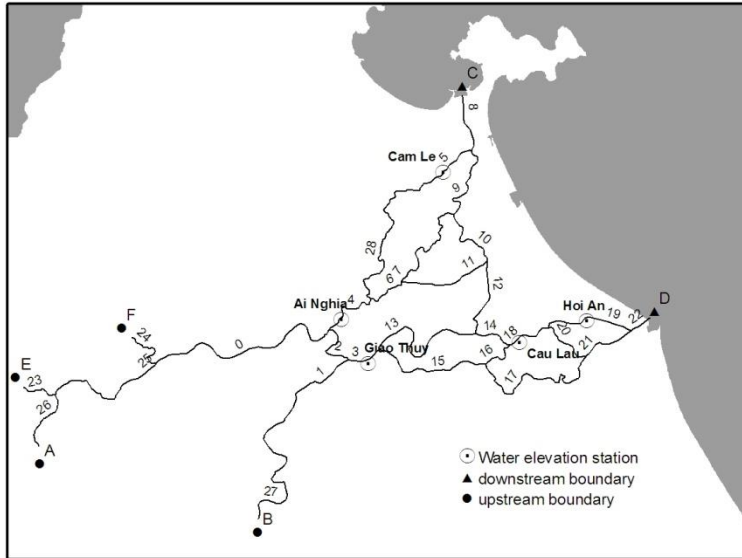 C
8
Cam Le
5
9
28
10
6
7
11
12
Ai Nghia
4
F
24
0
2
13
Hoi An
D
19
22
14
18
20
Giao Thuy
3
Cau Lau
21
E
25
23
1
15
16
17
26
A
27
B
Water elevation station
downstream boundary
upstream boundary